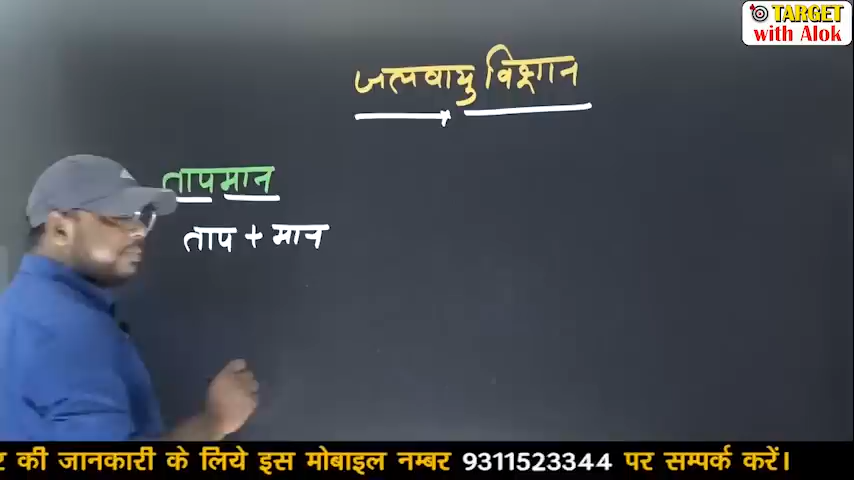 TARGET
with Alok
जलवायु विज्ञान
तापमान
ताप + मान
र की जानकारी के लिये इस मोबाइल नम्बर 9311523344 पर सम्पर्क करें।